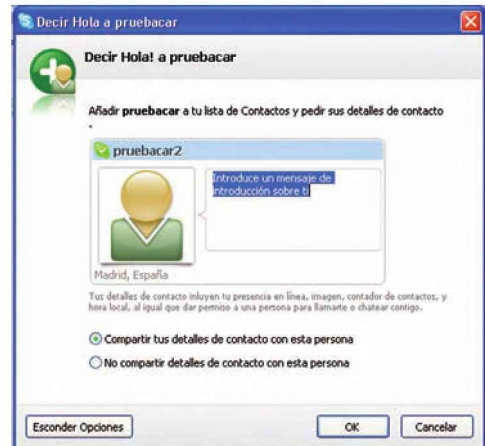 Decir Hola a pruebacar
Decir Hola! a pruebacar
Añadir pruebacar a tu lista de Contactos y pedir sus detalles de contacto
.
pruebacar2
Introduce un mensaje de
introducción sobre ti
Madrid, España
Tus detalles de contacto inluyen tu presencia en línea, imagen, contador de contactos, y
hora local, al igual que dar permiso a una persona para llamarte o chatear contigo.
Compartir tus detalles de contacto con esta persona
No compartir detalles de contacto con esta persona
Esconder Opciones
OK
Cancelar